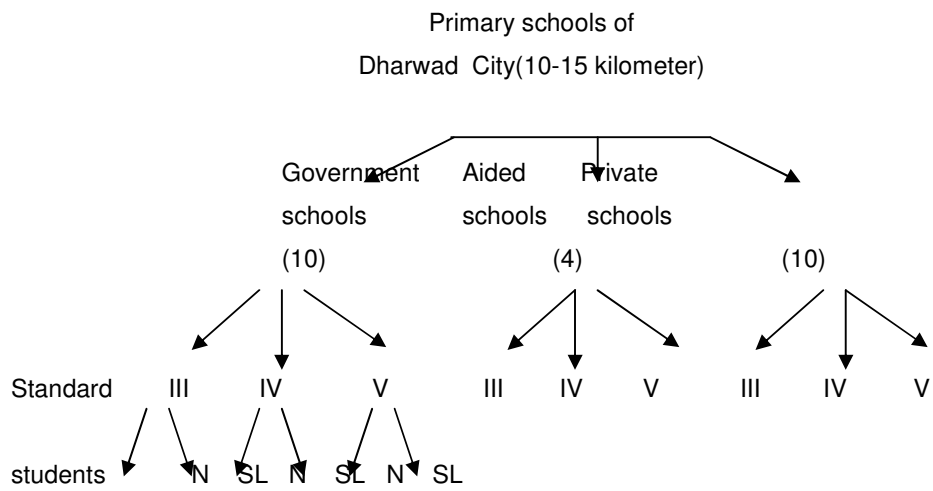 Primary schools of
Dharwad City(10-15 kilometer)
Government Aided Private
schools schools schools
(10) (4) (10)
Standard III IV V III IV V III IV V
students N SL N SL N SL